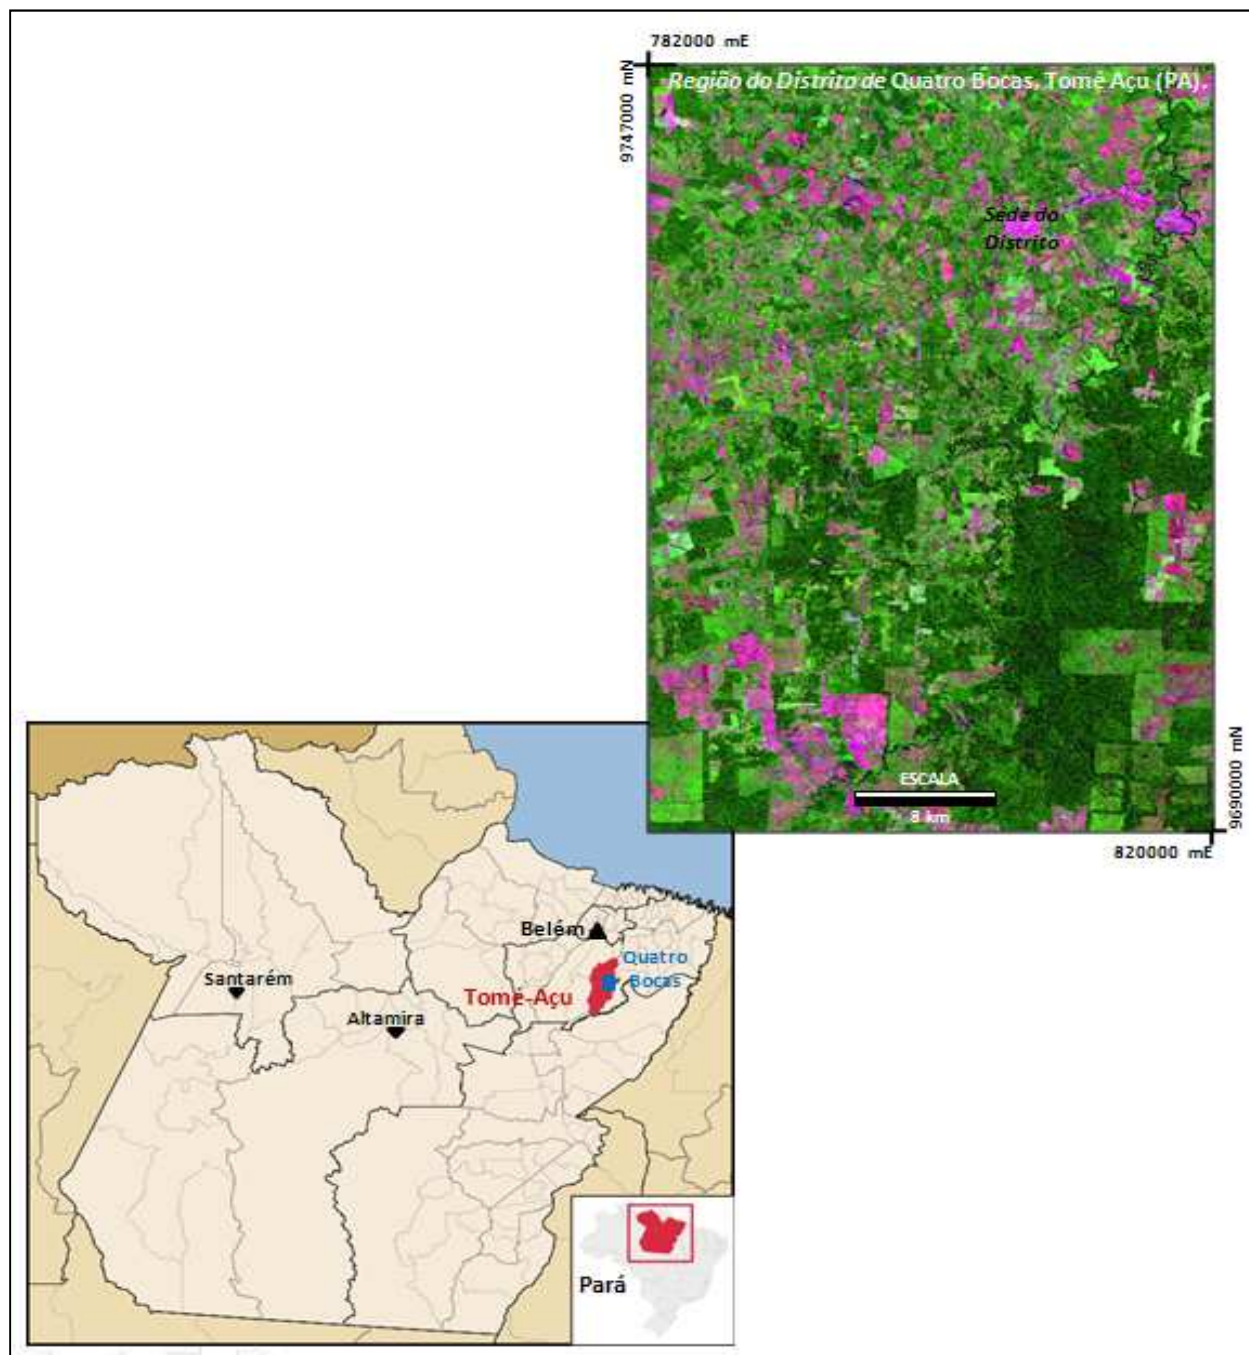 782000 mE
9747000 mN
Região do Distrito de Quatro Bocas, Tomé Açu (PA).
Sede do
Distrito
ESCALA
8 km
9690000 mN
820000 mE
Belém
Quatro
Bocas
Santarém
Tomé-Açu
Altamira
Pará